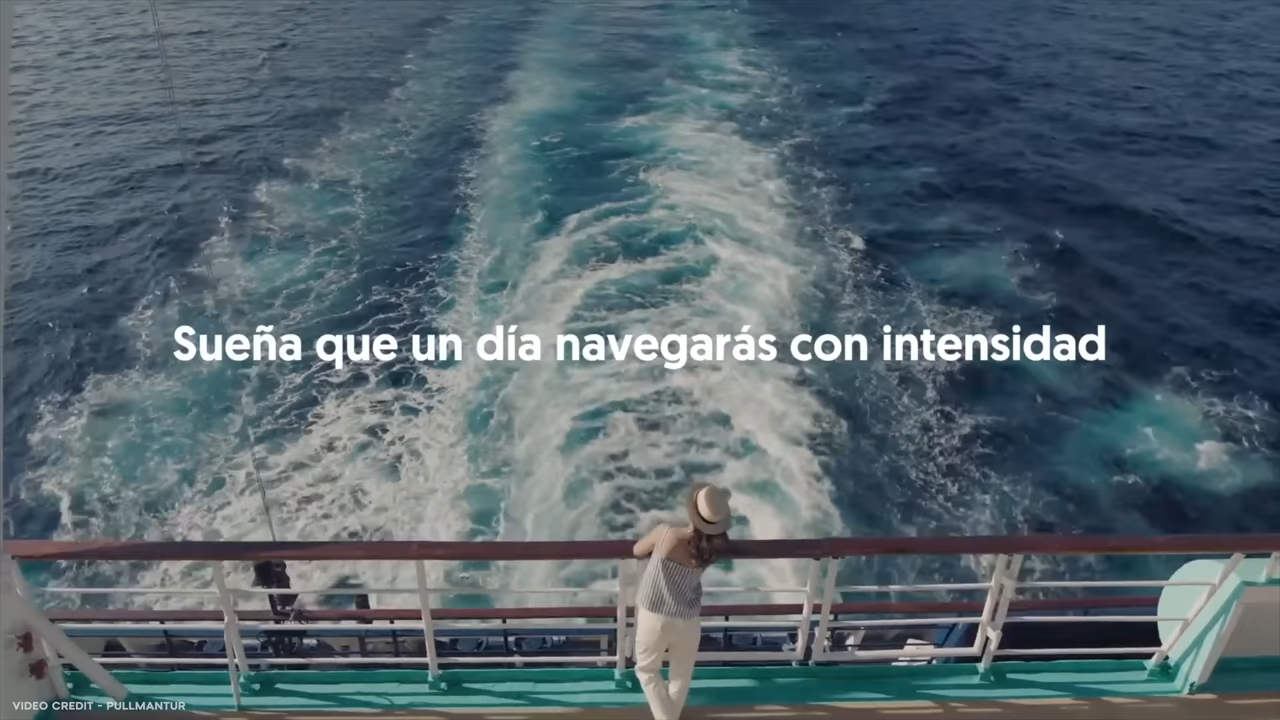 Sueña que un día navegarás con intensidad
VIDEO CREDIT - PULLMANTUR